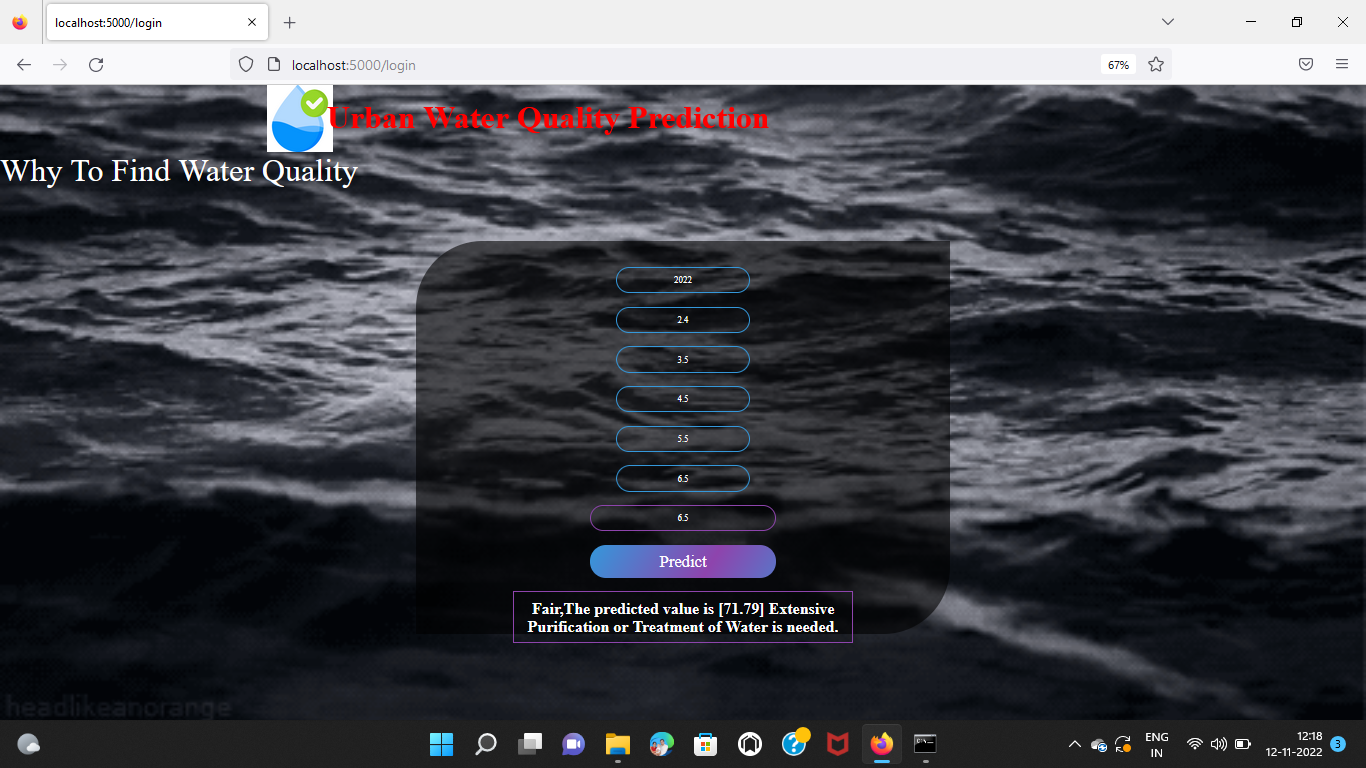 localhost:5000/login
localhost:5000/login
67%
Urban Water Quality Prediction
Why To Find Water Quality
2022
2.4
3.5
4.5
5.5
6.5
6.5
Predict
Fair,The predicted value is [71.79] Extensive
Purification or Treatment of Water is needed.
headlikeanorange
ENG
IN
12:18
12-11-2022
3